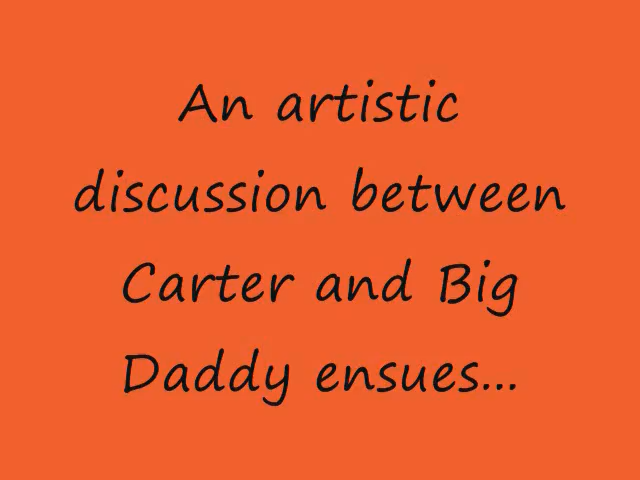 An artistic
discussion between
Carter and Big
Daddy ensues...